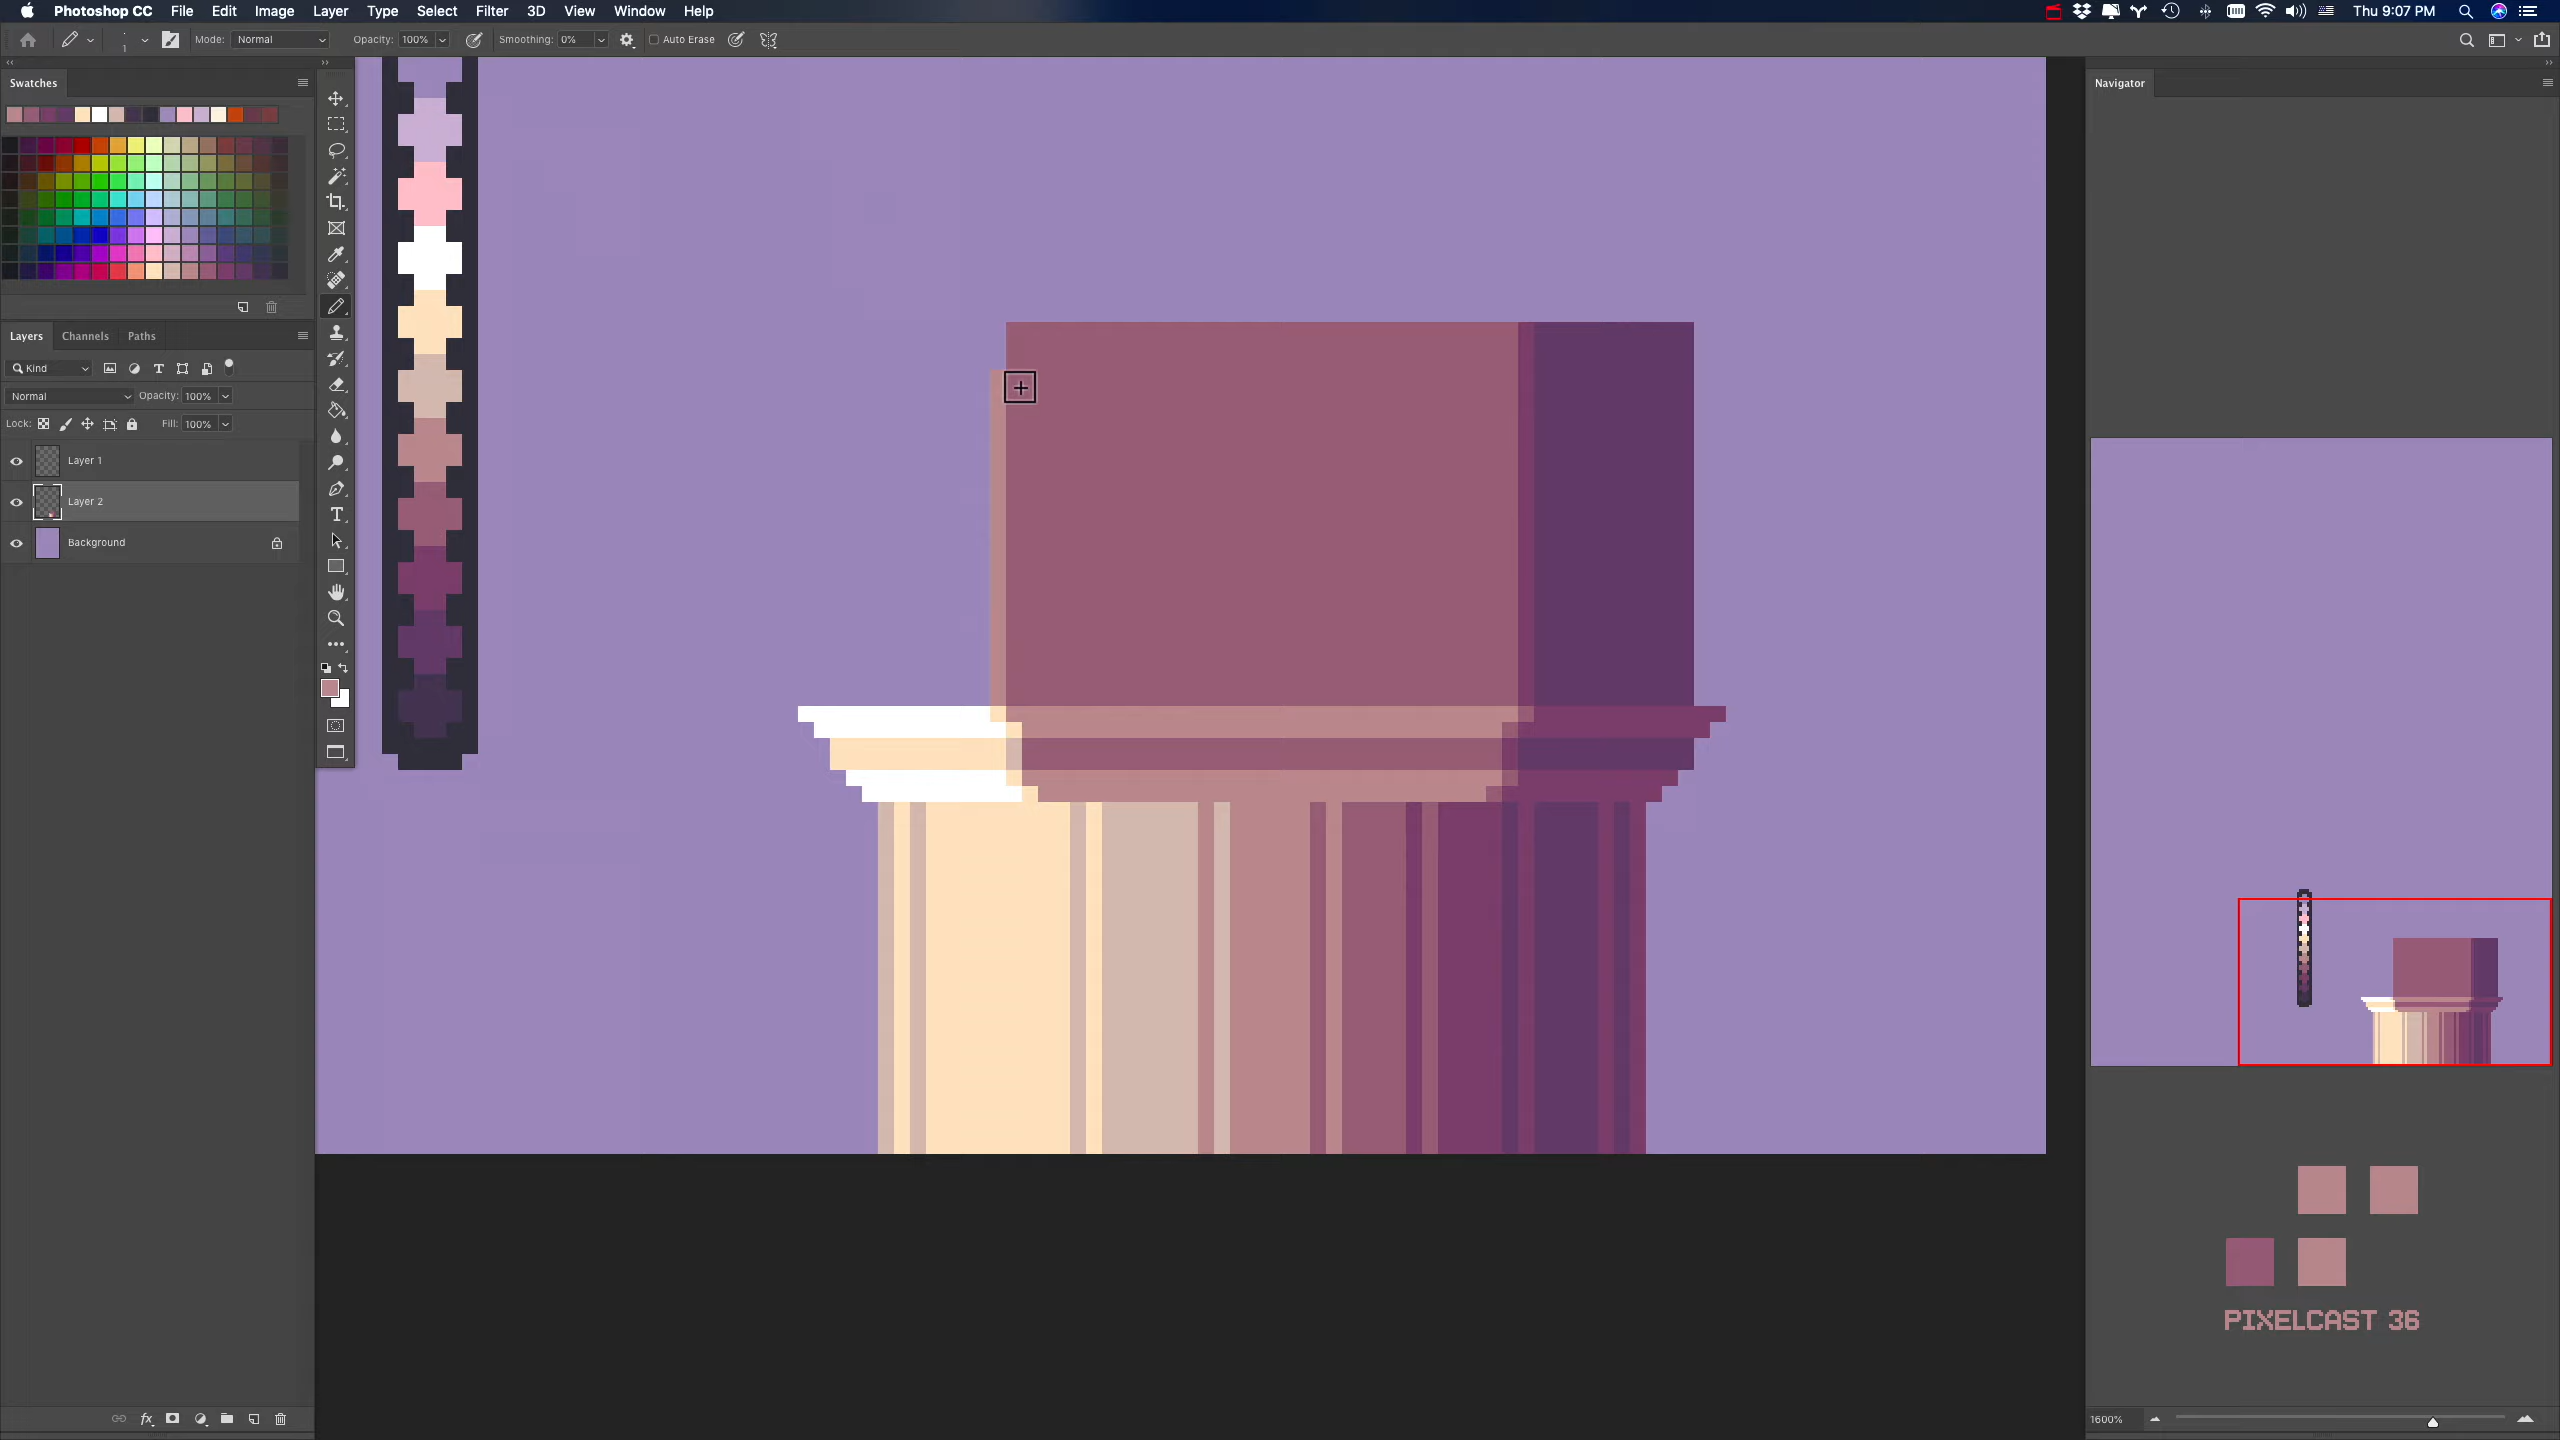 Photoshop CC File Edit Image Layer Type Select Filter 3D View Window Help Thu 9:07 PM
1 Mode: Normal Opacity: 100% Smoothing: 0% Auto Erase
Swatches
Navigator
Layers Channels Paths
Kind
Normal Opacity: 100%
Lock: Fill: 100%
Layer 1
Layer 2
Background
PIXELCAST 36
fx
1600%